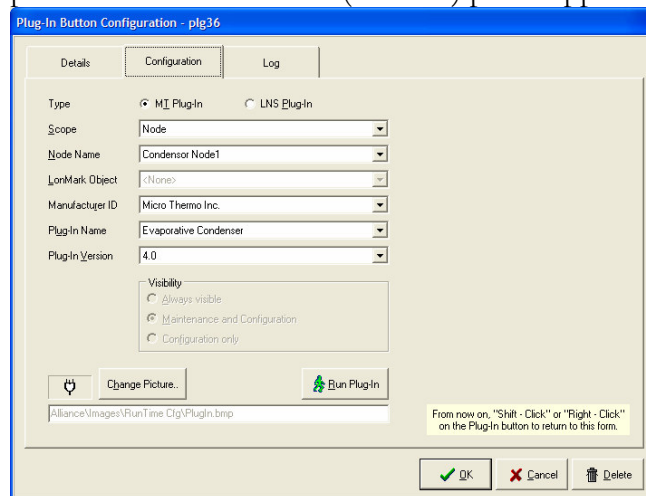 Plug-In Button Configuration - plg36
Details Configuration Log
Type MT Plug-In LNS Plug-In
Scope Node
Node Name Condensor Node1
LonMark Object <None>
Manufacturer ID Micro Thermo Inc.
Plug-In Name Evaporative Condenser
Plug-In Version 4.0
Visibility
Always visible
Maintenance and Configuration
Configuration only
Change Picture.. Run Plug-In
Alliance\Images\RunTime Cfg\PlugIn.bmp
From now on, "Shift - Click" or "Right - Click"
on the Plug-In button to return to this form.
OK Cancel Delete